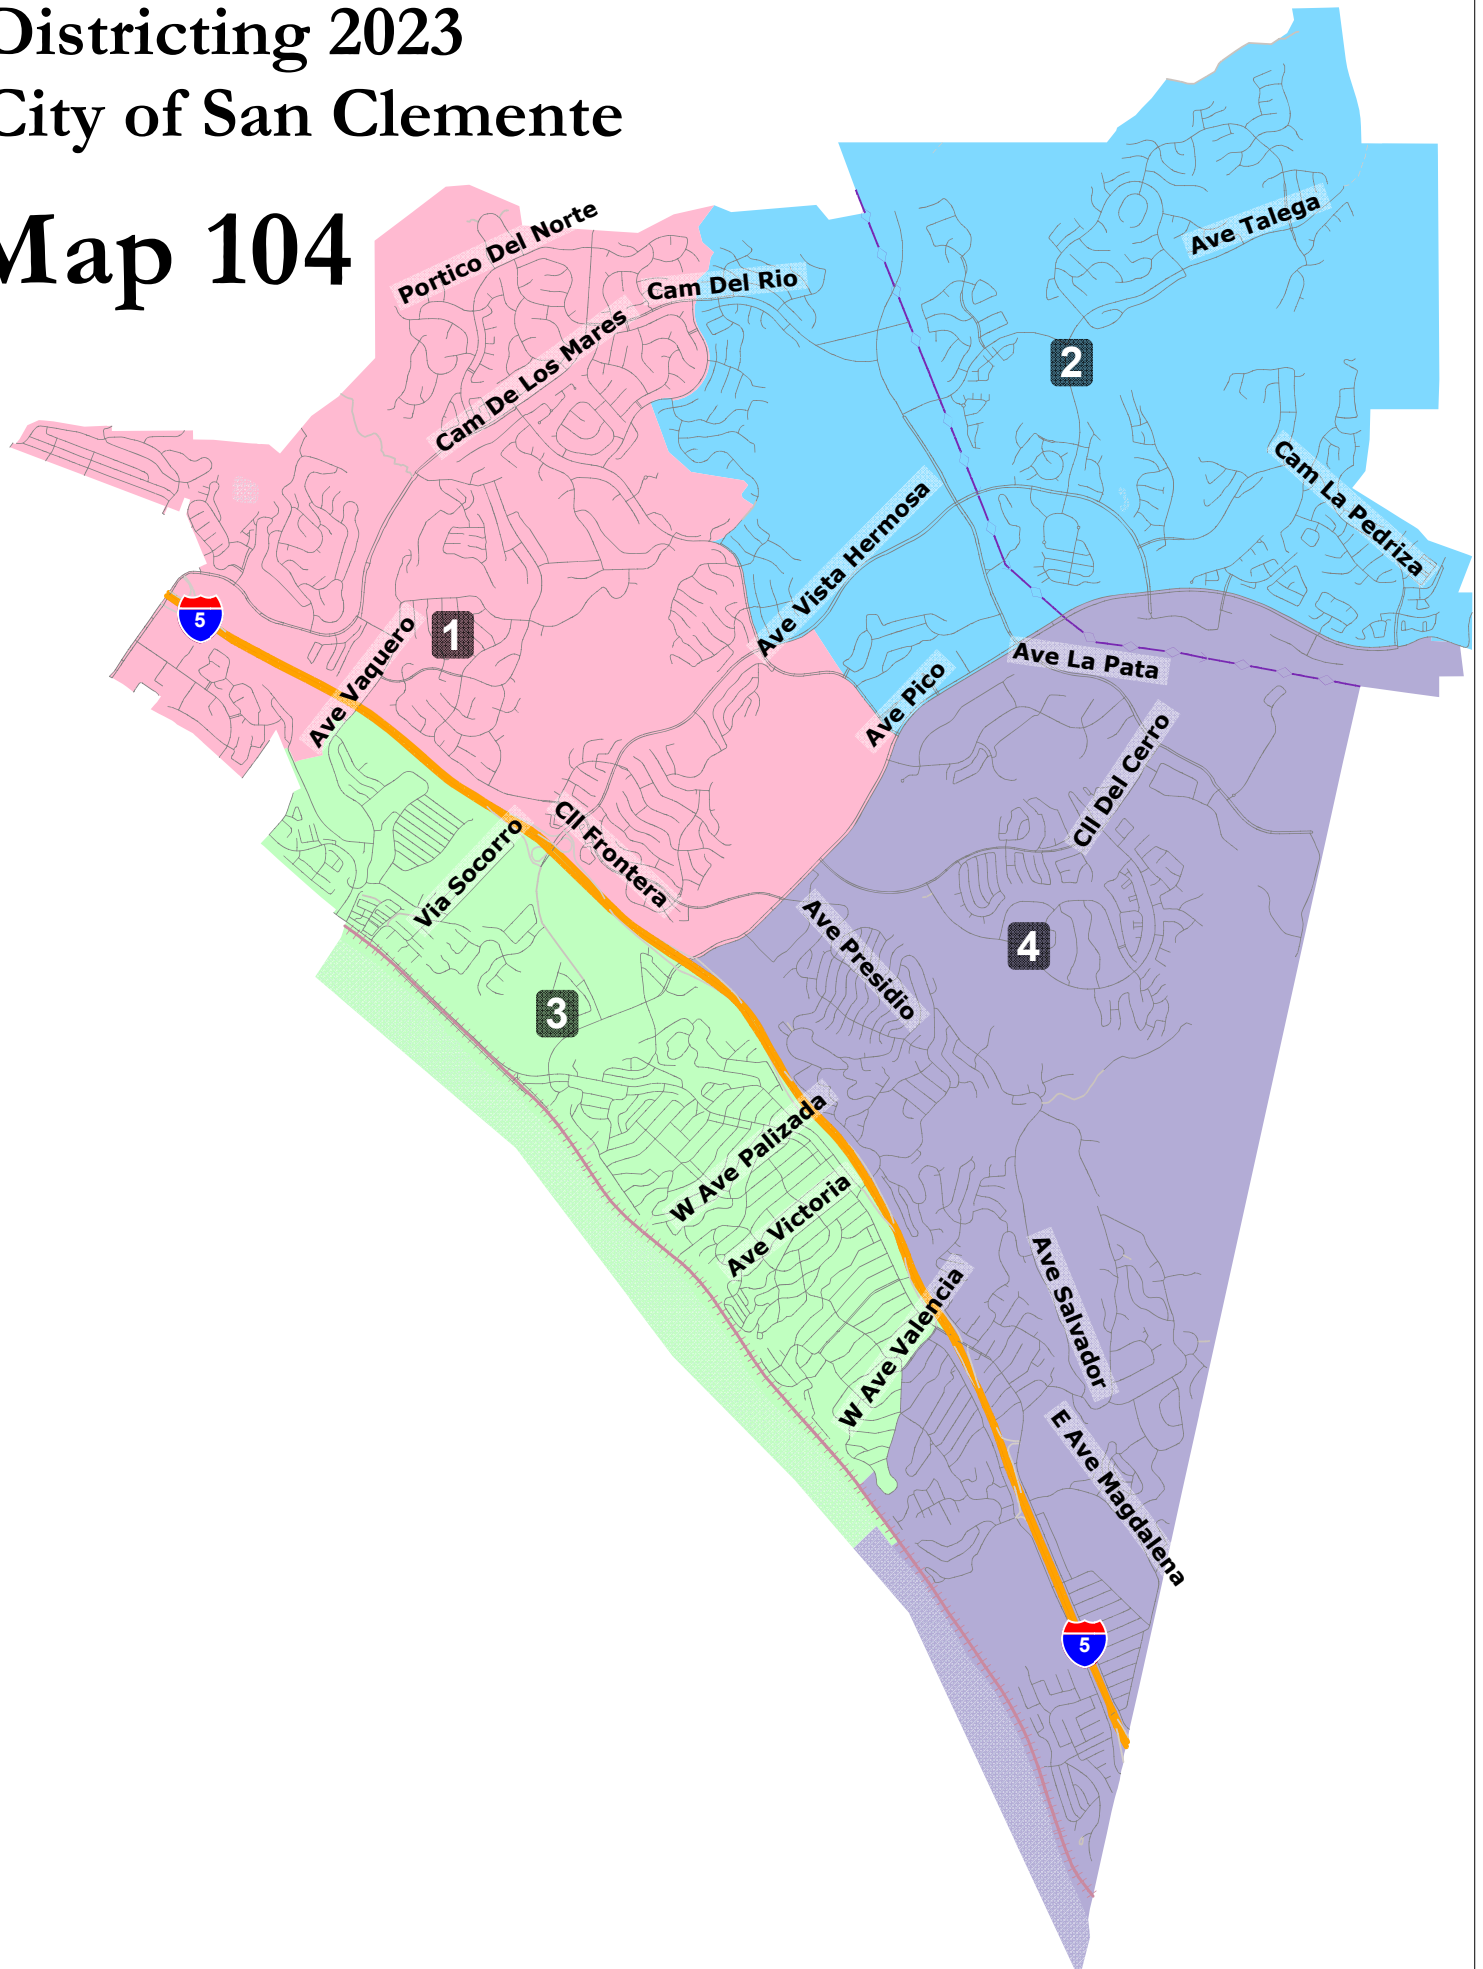 Districting 2023
City of San Clemente
Map 104
Portico Del Norte
Cam Del Rio
Ave Talega
Cam De Los Mares
2
Cam La Pedriza
Ave Vista Hermosa
5
1
Ave Vaquero
Ave La Pata
Ave Pico
Cll Del Cerro
Cll Frontera
Via Socorro
Ave Presidio
4
3
W Ave Palizada
Ave Victoria
W Ave Valencia
Ave Salvador
E Ave Magdalena
5